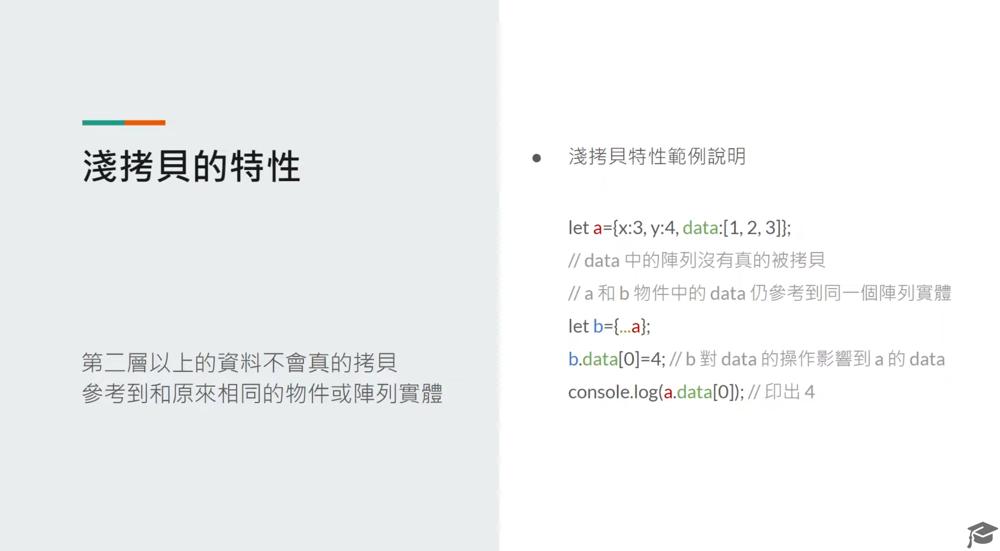 淺拷貝的特性
第二層以上的資料不會真的拷貝
參考到和原來相同的物件或陣列實體
● 淺拷貝特性範例說明
let a={x:3, y:4, data:[1, 2, 3]};
// data 中的陣列沒有真的被拷貝
// a 和 b 物件中的 data 仍參考到同一個陣列實體
let b={...a};
b.data[0]=4; // b 對 data 的操作影響到 a 的 data
console.log(a.data[0]); // 印出 4